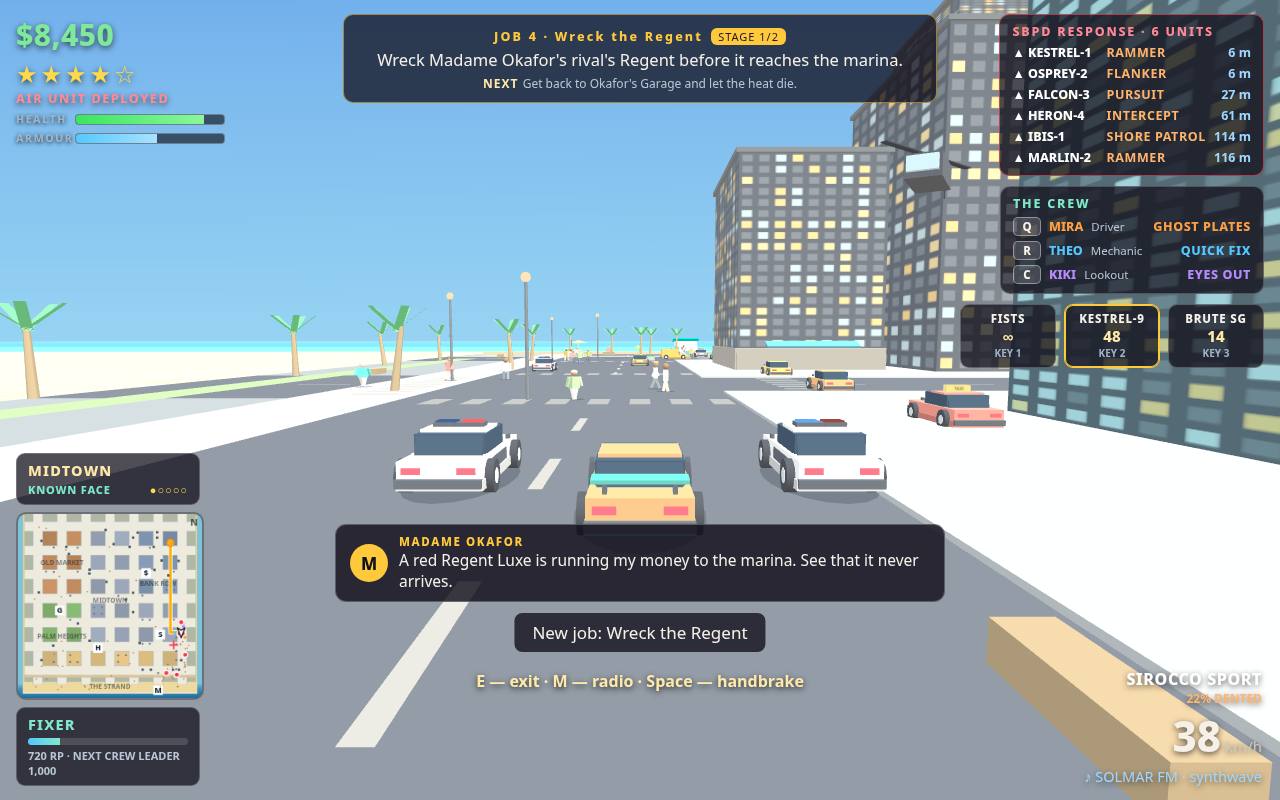 $8,450
★★★★☆
AIR UNIT DEPLOYED
HEALTH
ARMOUR
JOB 4 · Wreck the Regent STAGE 1/2
Wreck Madame Okafor's rival's Regent before it reaches the marina.
NEXT Get back to Okafor's Garage and let the heat die.
SBPD RESPONSE · 6 UNITS
▲ KESTREL-1 RAMMER 6 m
▲ OSPREY-2 FLANKER 6 m
▲ FALCON-3 PURSUIT 27 m
▲ HERON-4 INTERCEPT 61 m
▲ IBIS-1 SHORE PATROL 114 m
▲ MARLIN-2 RAMMER 116 m
THE CREW
Q MIRA Driver GHOST PLATES
R THEO Mechanic QUICK FIX
C KIKI Lookout EYES OUT
FISTS
∞
KEY 1
KESTREL-9
48
KEY 2
BRUTE SG
14
KEY 3
TAXI
MIDTOWN
KNOWN FACE ●○○○○
N
OLD MARKET
$
BANK ROW
MIDTOWN
G
PALM HEIGHTS
S
H
THE STRAND
M
FIXER
720 RP · NEXT CREW LEADER
1,000
M
MADAME OKAFOR
A red Regent Luxe is running my money to the marina. See that it never
arrives.
New job: Wreck the Regent
E — exit · M — radio · Space — handbrake
SIROCCO SPORT
22% DENTED
38 km/h
♪ SOLMAR FM · synthwave